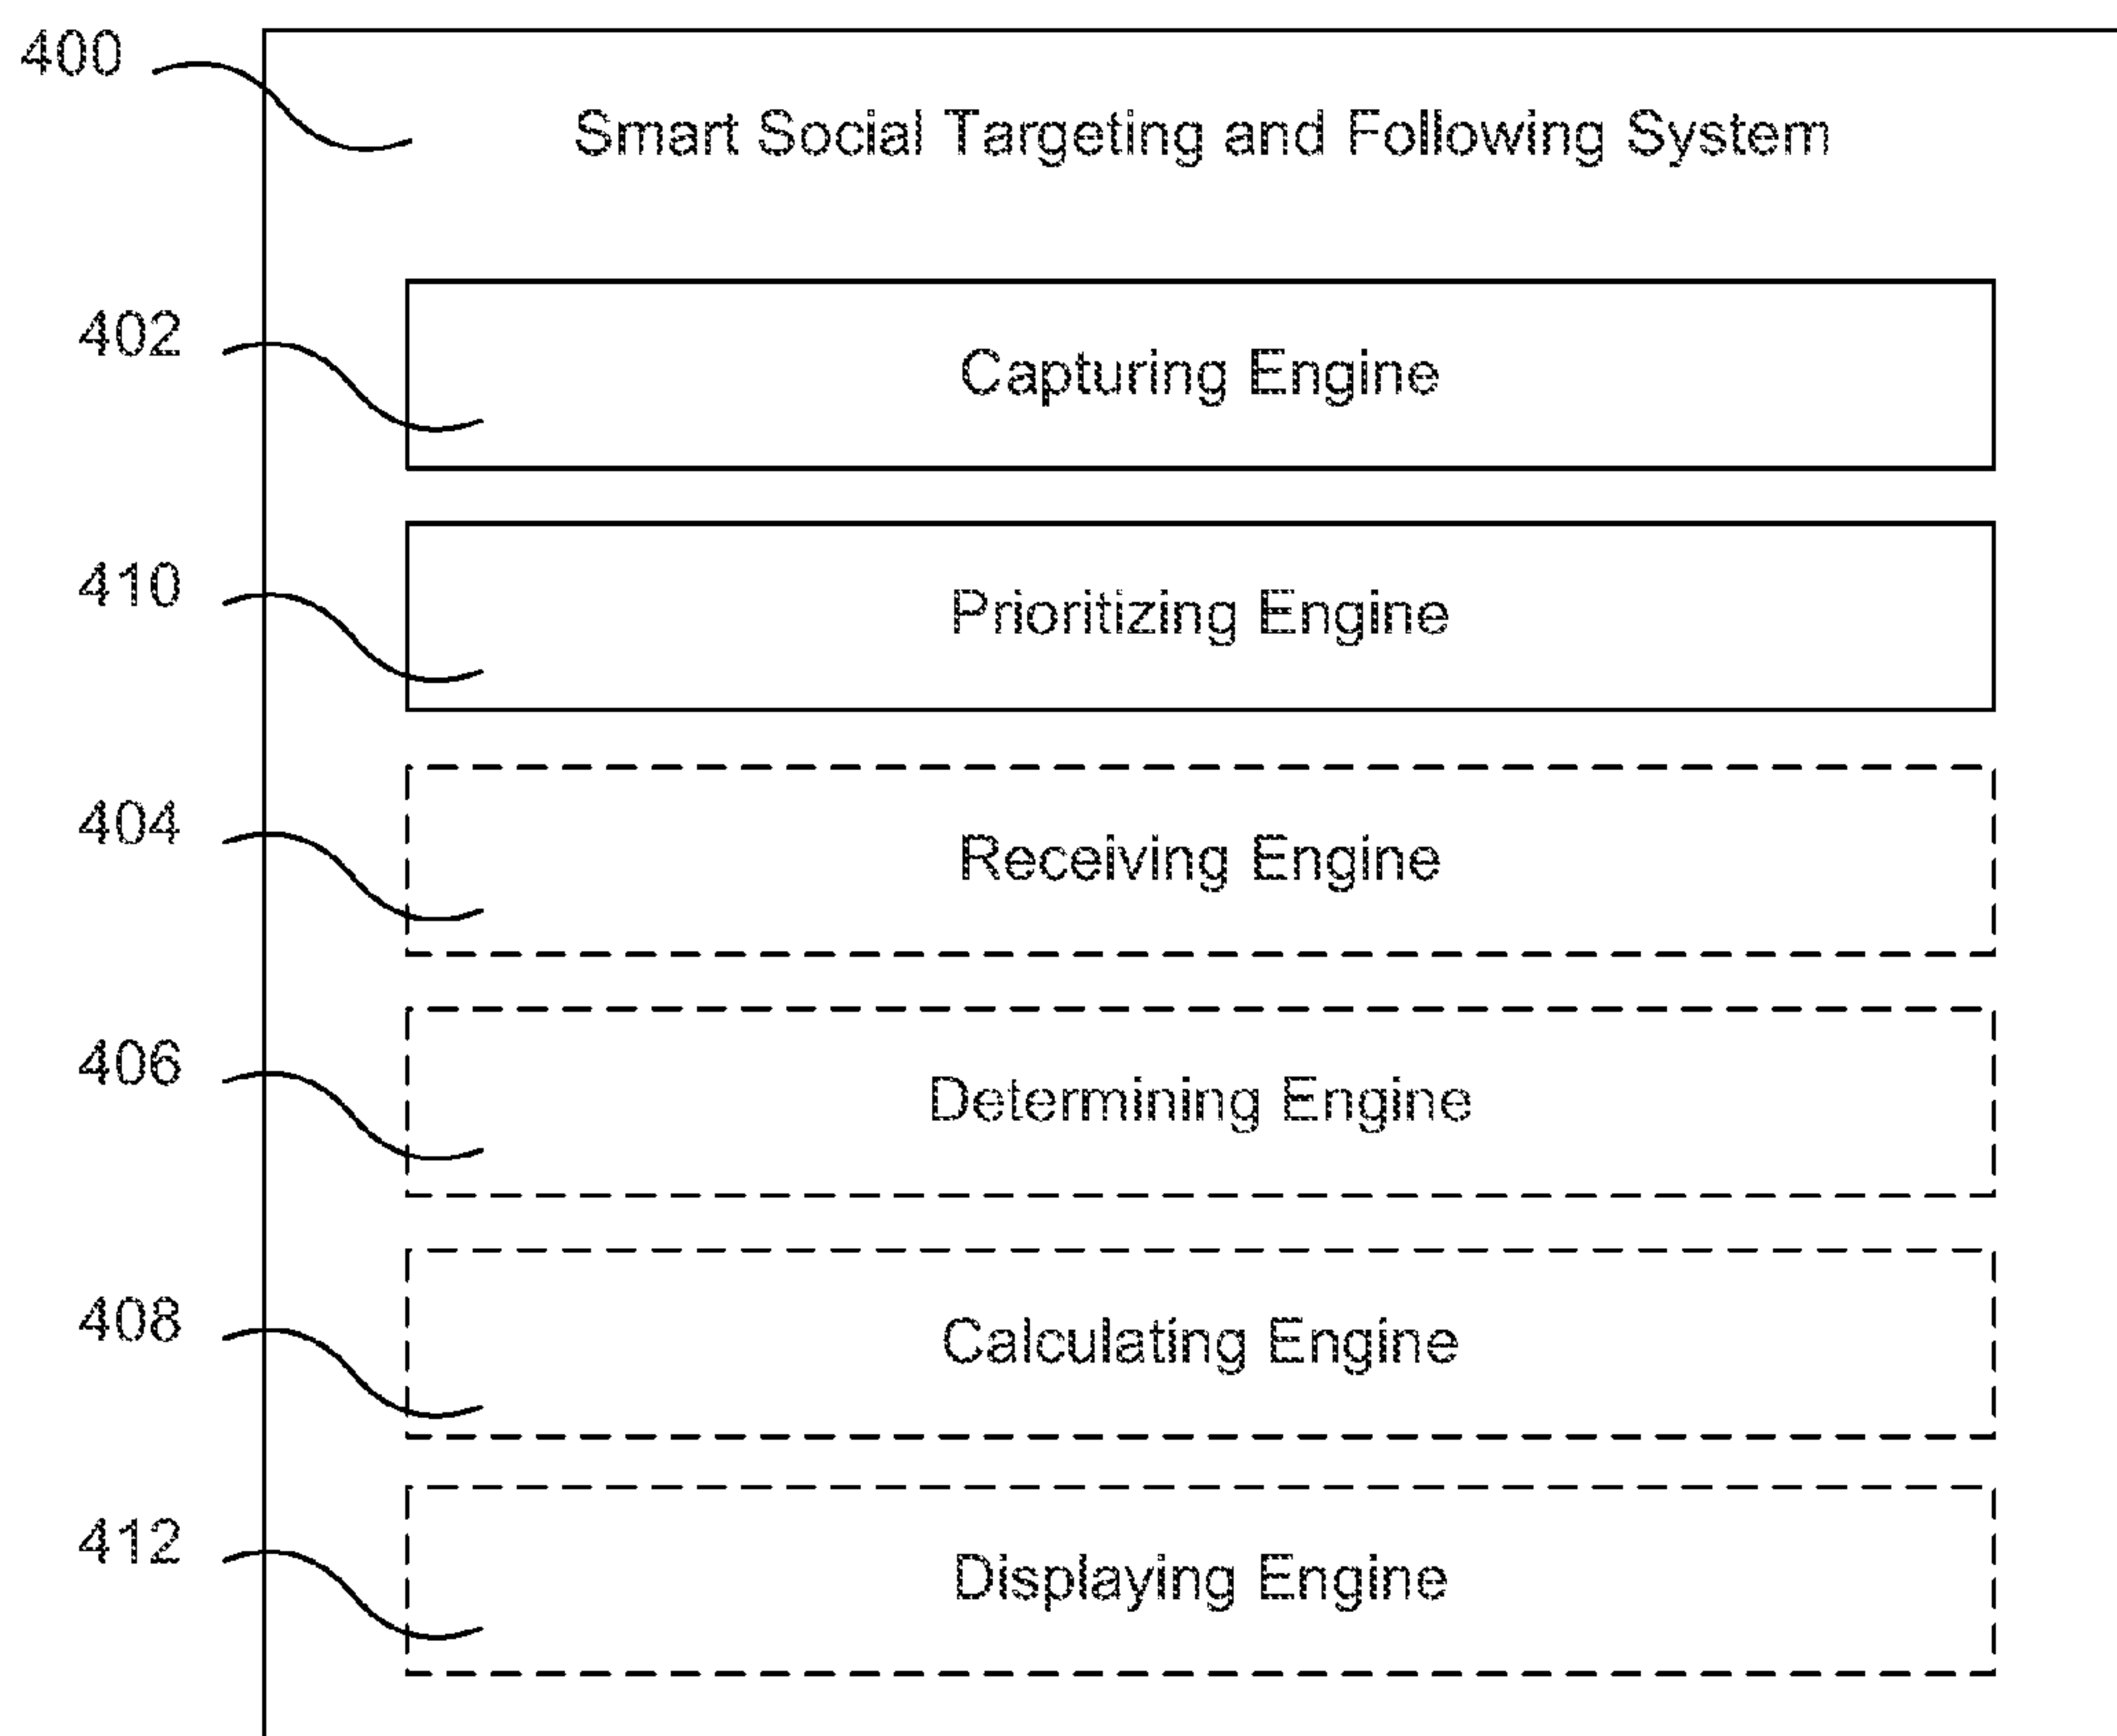 400
Smart Social Targeting and Following System
402
Capturing Engine
410
Prioritizing Engine
404
Receiving Engine
406
Determining Engine
408
Calculating Engine
412
Displaying Engine